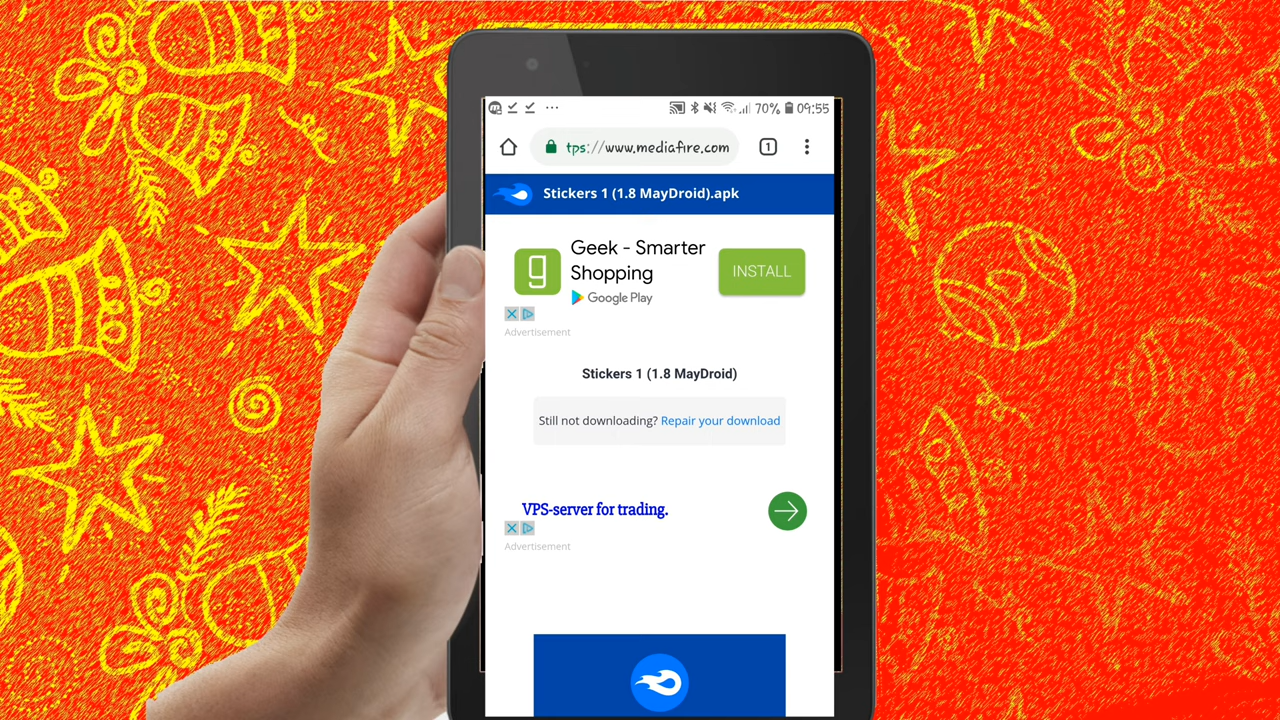 70% 09:55
tps://www.mediafire.com 1
Stickers 1 (1.8 MayDroid).apk
g
Geek - Smarter
Shopping
INSTALL
Google Play
Advertisement
Stickers 1 (1.8 MayDroid)
Still not downloading? Repair your download
VPS-server for trading.
Advertisement